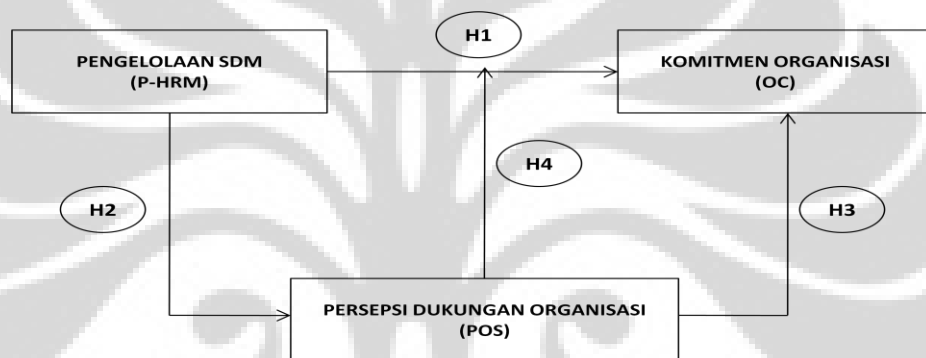 H1
PENGELOLAAN SDM
(P-HRM)
KOMITMEN ORGANISASI
(OC)
H4
H2
H3
PERSEPSI DUKUNGAN ORGANISASI
(POS)